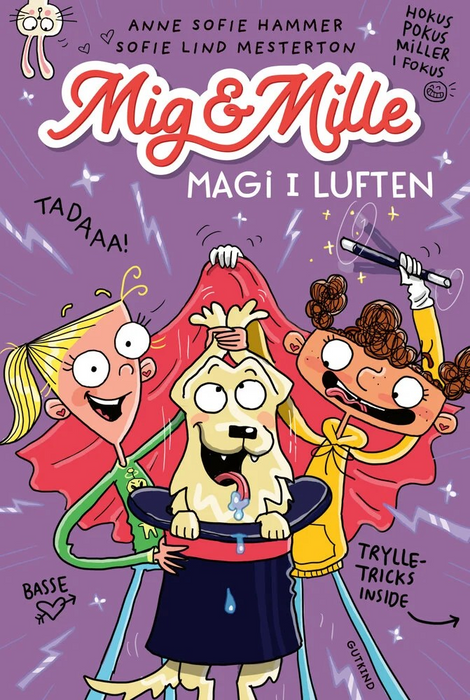 ANNE SOFIE HAMMER
SOFIE LIND MESTERTON
HOKUS
POKUS
MILLER
I FOKUS
Mig & Mille
MAGI I LUFTEN
TADAAA!
BASSE
TRYLLE-
TRICKS
INSIDE
GUTKIND